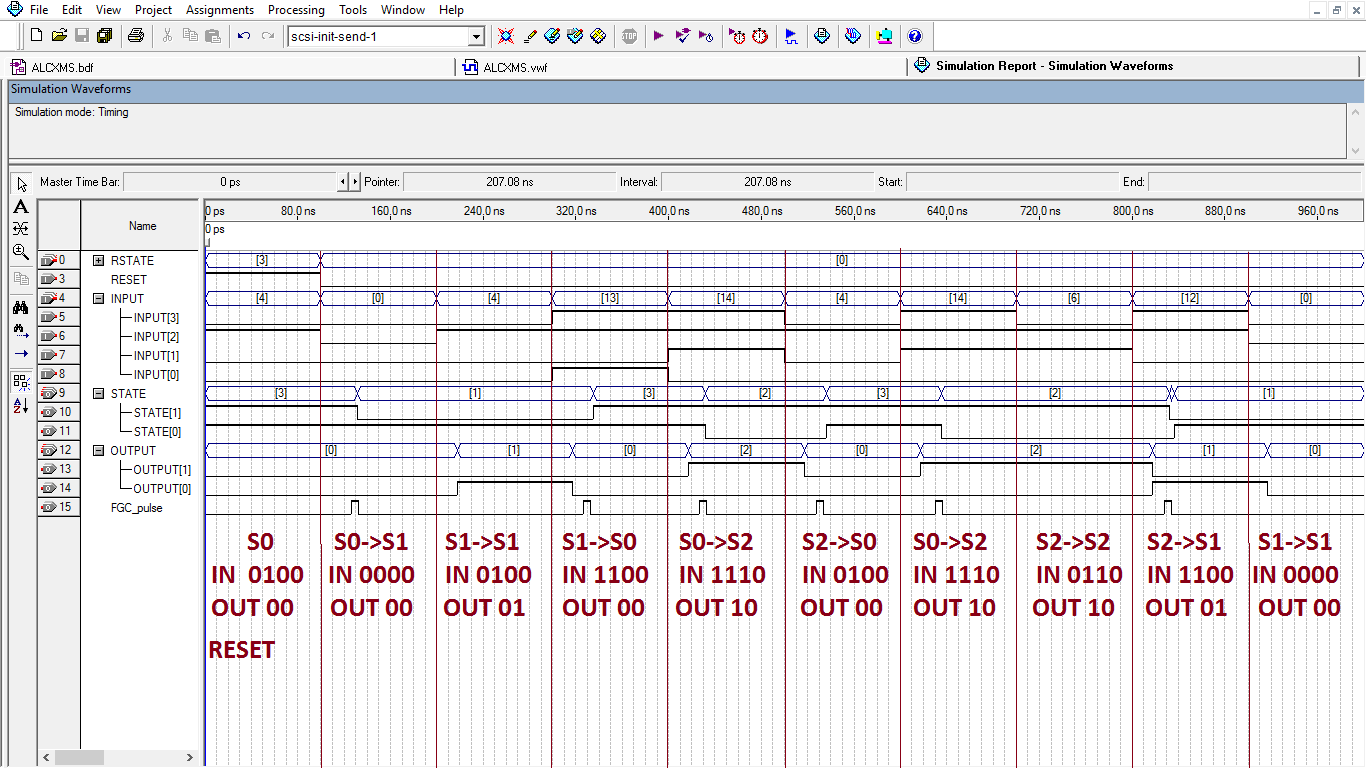 File Edit View Project Assignments Processing Tools Window Help
scsi-init-send-1
STOP
ALCXMS.bdf
ALCXMS.vwf
Simulation Report - Simulation Waveforms
Simulation Waveforms
Simulation mode: Timing
Master Time Bar: 0 ps Pointer: 207.08 ns Interval: 207.08 ns Start: End:
Name
0 ps 80.0 ns 160.0 ns 240.0 ns 320.0 ns 400.0 ns 480.0 ns 560.0 ns 640.0 ns 720.0 ns 800.0 ns 880.0 ns 960.0 ns
0 ps
0 RSTATE [3] [0]
3 RESET
4 INPUT [4] [0] [4] [13] [14] [4] [14] [6] [12] [0]
5 INPUT[3]
6 INPUT[2]
7 INPUT[1]
8 INPUT[0]
9 STATE [3] [1] [3] [2] [3] [2] [1]
10 STATE[1]
11 STATE[0]
12 OUTPUT [0] [1] [0] [2] [0] [2] [1] [0]
13 OUTPUT[1]
14 OUTPUT[0]
15 FGC_pulse
S0 S0->S1 S1->S1 S1->S0 S0->S2 S2->S0 S0->S2 S2->S2 S2->S1 S1->S1
IN 0100 IN 0000 IN 0100 IN 1100 IN 1110 IN 0100 IN 1110 IN 0110 IN 1100 IN 0000
OUT 00 OUT 00 OUT 01 OUT 00 OUT 10 OUT 00 OUT 10 OUT 10 OUT 01 OUT 00
RESET